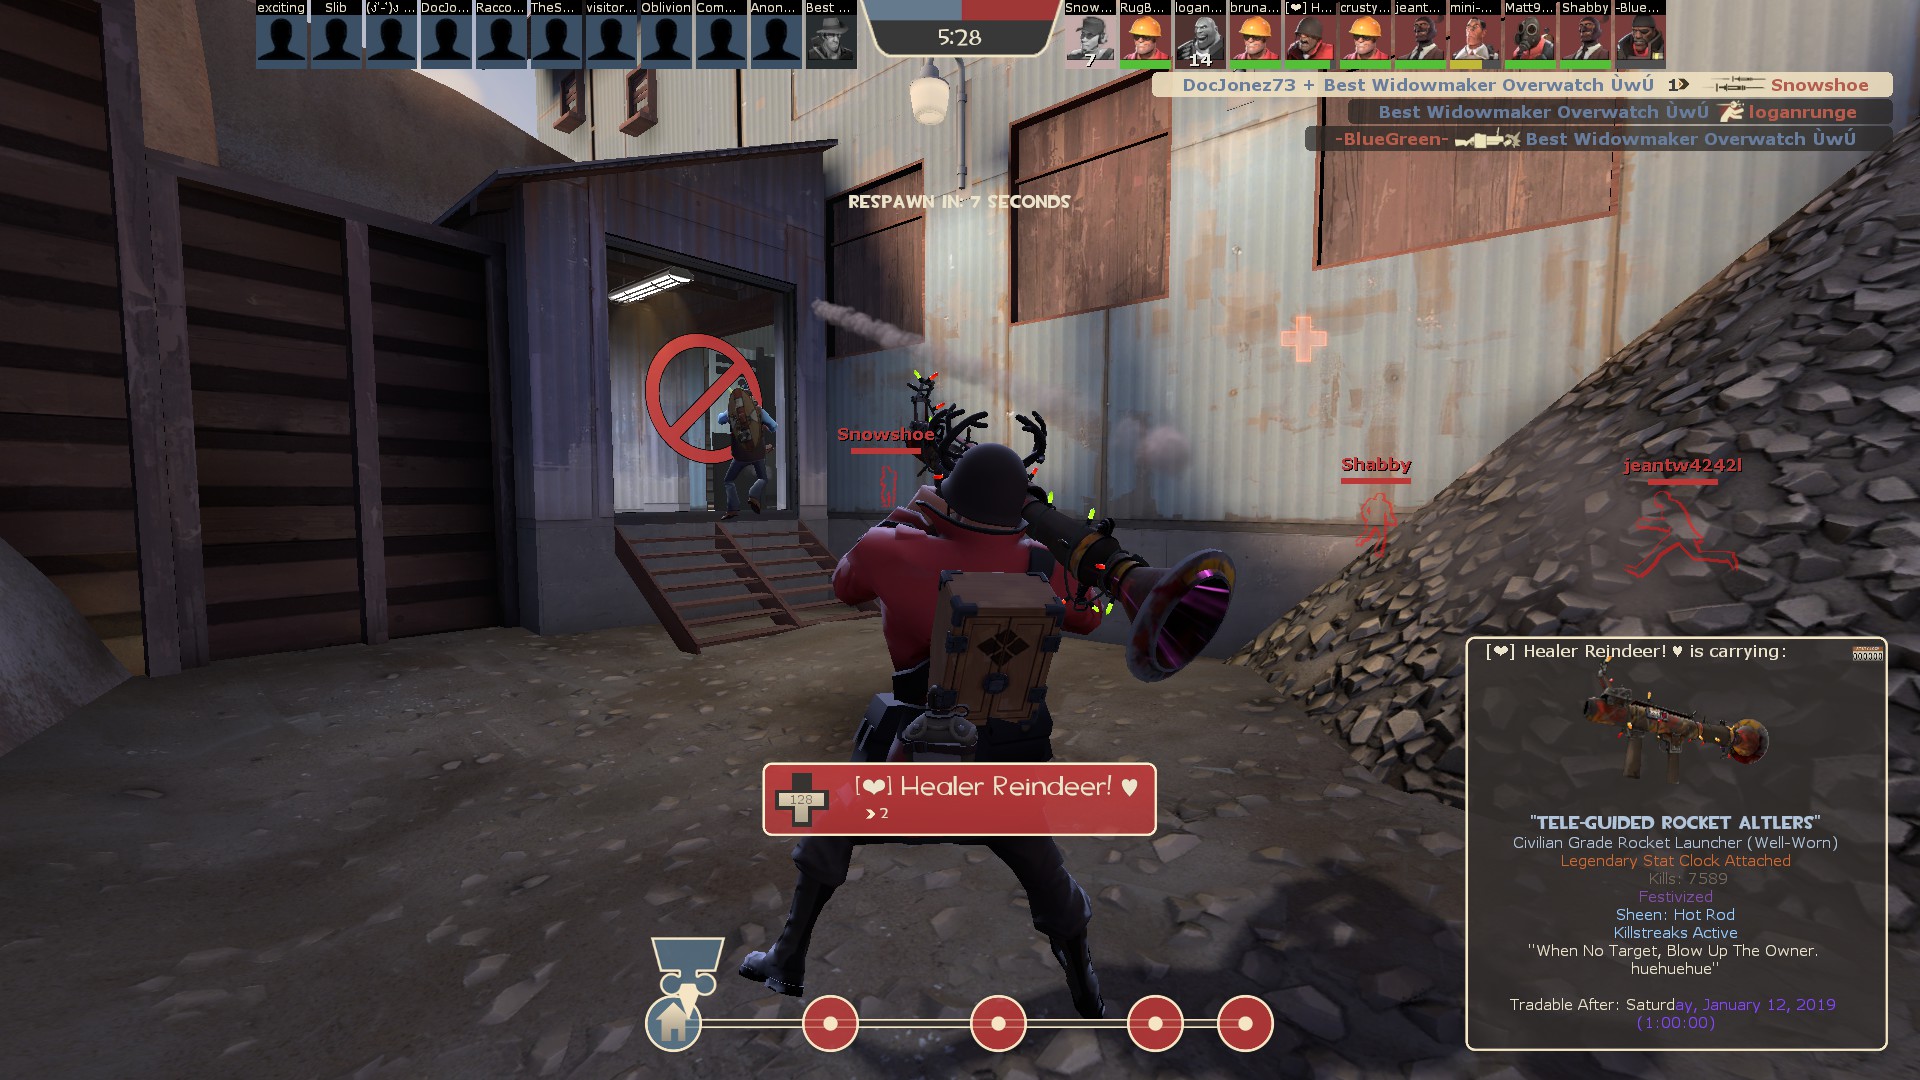 exciting Slib DocJo... Racco... TheS... visitor... Oblivion Com... Anon... Best ...
5:28
Snow... RugB... logan... bruna... [❤] H... crusty... jeant... mini-... Matt9... Shabby -Blue...
7 14
DocJonez73 + Best Widowmaker Overwatch ÙwÚ 1 Snowshoe
Best Widowmaker Overwatch ÙwÚ loganrunge
-BlueGreen- Best Widowmaker Overwatch ÙwÚ
RESPAWN IN: 7 SECONDS
Snowshoe
Shabby
jeantw4242l
[❤] Healer Reindeer! ♥ is carrying:
"TELE-GUIDED ROCKET ALTLERS"
Civilian Grade Rocket Launcher (Well-Worn)
Legendary Stat Clock Attached
Kills: 7589
Festivized
Sheen: Hot Rod
Killstreaks Active
"When No Target, Blow Up The Owner.
huehuehue"
Tradable After: Saturday, January 12, 2019
(1:00:00)
128
[❤] Healer Reindeer! ♥
2